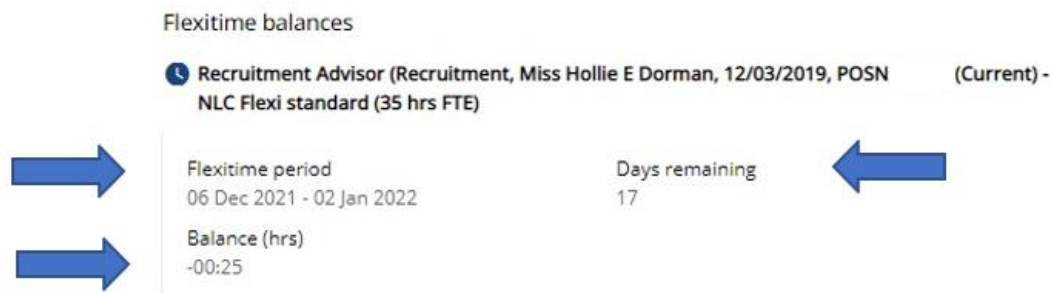 Flexitime balances
Recruitment Advisor (Recruitment, Miss Hollie E Dorman, 12/03/2019, POSN (Current) -
NLC Flexi standard (35 hrs FTE)
Flexitime period Days remaining
06 Dec 2021 - 02 Jan 2022 17
Balance (hrs)
-00:25